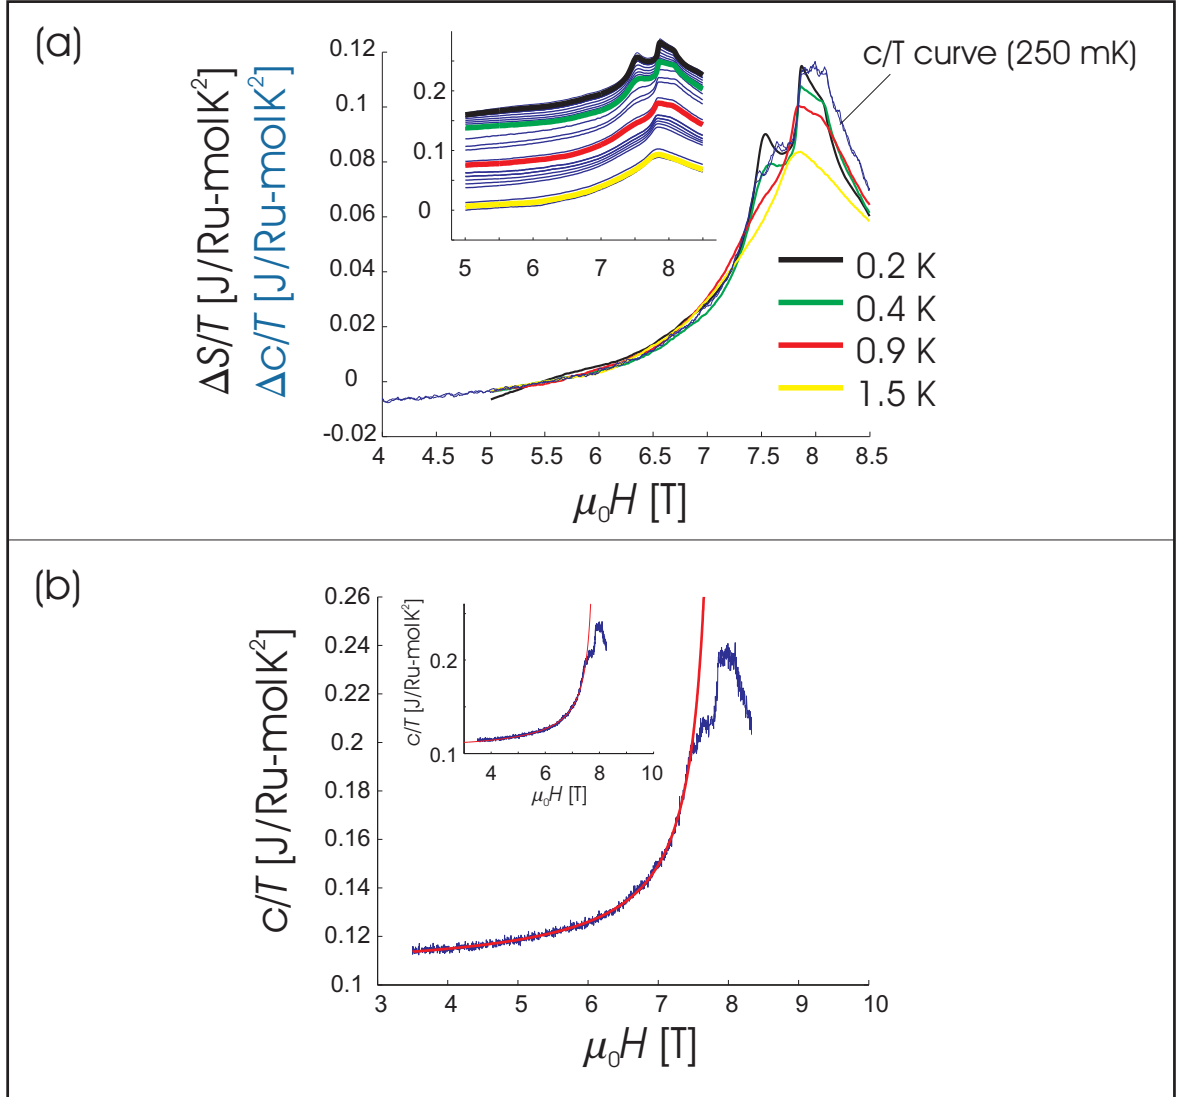 (a)
ΔS/T [J/Ru-molK²]
Δc/T [J/Ru-molK²]
0.12
0.1
0.08
0.06
0.04
0.02
0
-0.02
4 4.5 5 5.5 6 6.5 7 7.5 8 8.5
μ₀H [T]
0.2
0.1
0
5 6 7 8
c/T curve (250 mK)
0.2 K
0.4 K
0.9 K
1.5 K
(b)
c/T [J/Ru-molK²]
0.26
0.24
0.22
0.2
0.18
0.16
0.14
0.12
0.1
3 4 5 6 7 8 9 10
μ₀H [T]
c/T [J/Ru-molK²]
0.2
0.1
4 6 8 10
μ₀H [T]